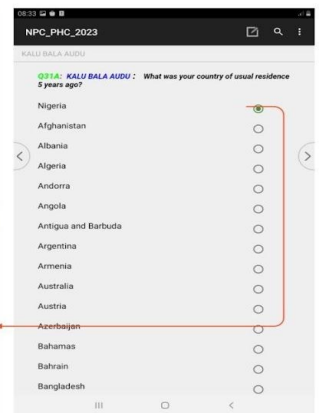 08:33
NPC_PHC_2023
KALU BALA AUDU
Q31A: KALU BALA AUDU : What was your country of usual residence
5 years ago?
Nigeria
Afghanistan
Albania
Algeria
Andorra
Angola
Antigua and Barbuda
Argentina
Armenia
Australia
Austria
Azerbaijan
Bahamas
Bahrain
Bangladesh